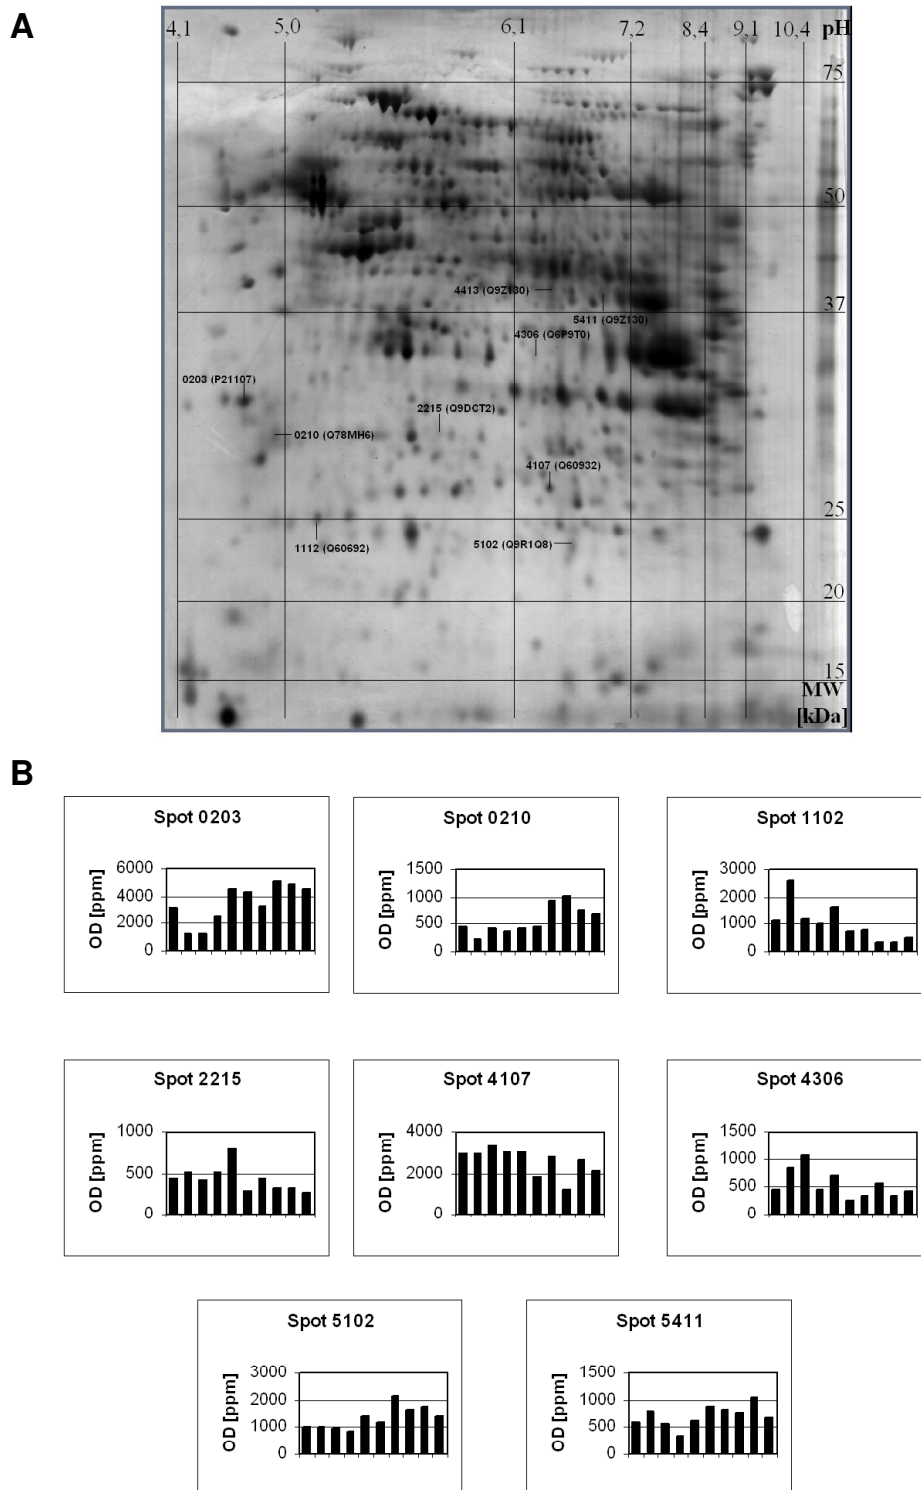 A
4,1 5,0 6,1 7,2 8,4 9,1 10,4 pH
75
50
4413 (Q9Z130)
37
5411 (Q9Z130)
4306 (Q6P9T0)
0203 (P21107)
2215 (Q9DCT2)
0210 (Q78MH6)
4107 (Q60932)
25
5102 (Q9R1Q8)
1112 (Q60692)
20
15
MW
[kDa]
B
Spot 0203
OD [ppm]
6000
4000
2000
0
Spot 0210
OD [ppm]
1500
1000
500
0
Spot 1102
OD [ppm]
3000
2000
1000
0
Spot 2215
OD [ppm]
1000
500
0
Spot 4107
OD [ppm]
4000
2000
0
Spot 4306
OD [ppm]
1500
1000
500
0
Spot 5102
OD [ppm]
3000
2000
1000
0
Spot 5411
OD [ppm]
1500
1000
500
0